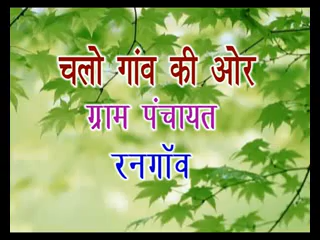 चलो गांव की ओर
ग्राम पंचायत
रनगॉव